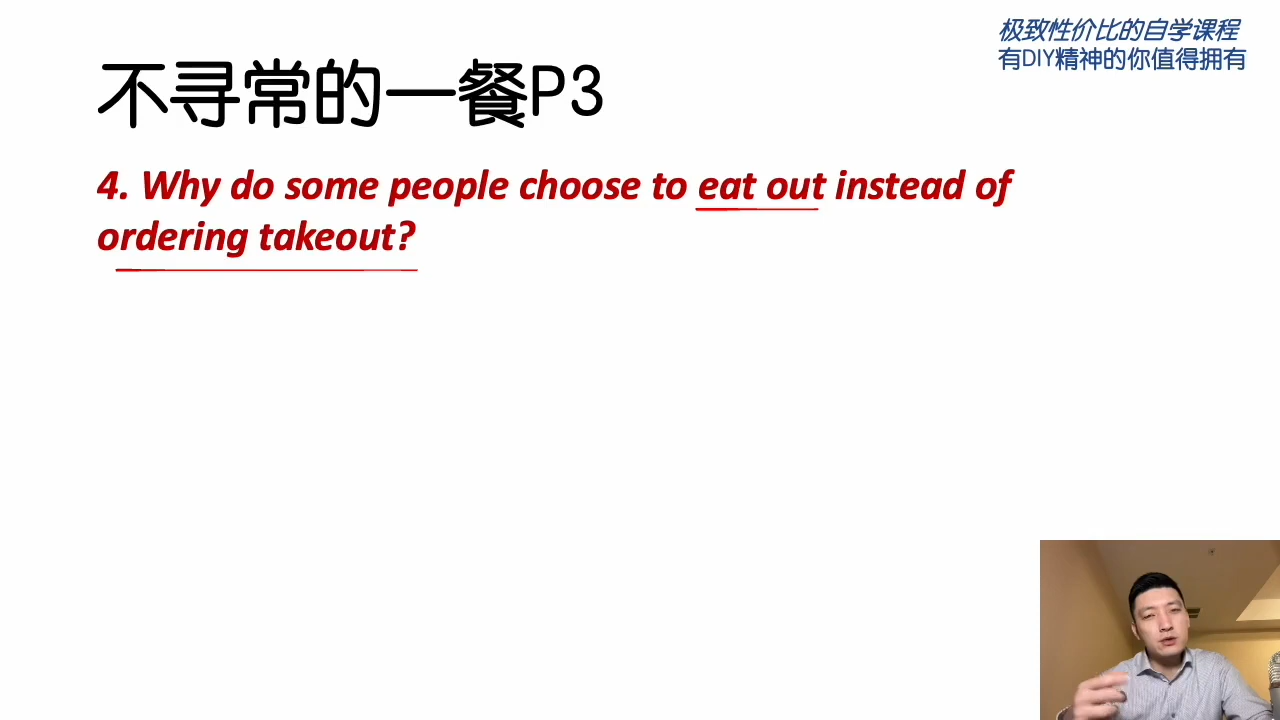 极致性价比的自学课程
有DIY精神的你值得拥有
不寻常的一餐P3
4. Why do some people choose to eat out instead of
ordering takeout?